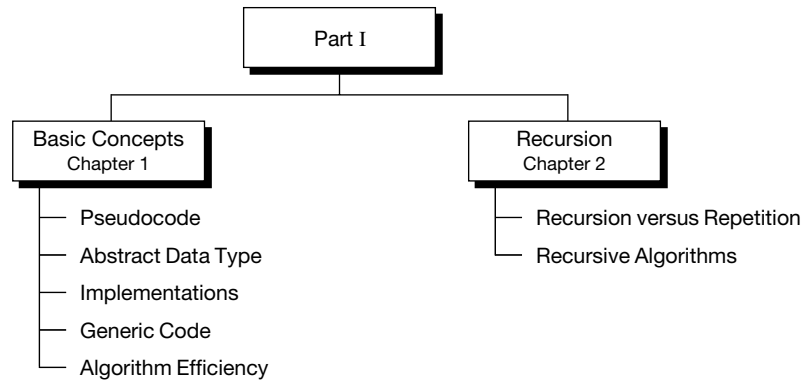 Part I
Basic Concepts
Chapter 1
Pseudocode
Abstract Data Type
Implementations
Generic Code
Algorithm Efficiency
Recursion
Chapter 2
Recursion versus Repetition
Recursive Algorithms